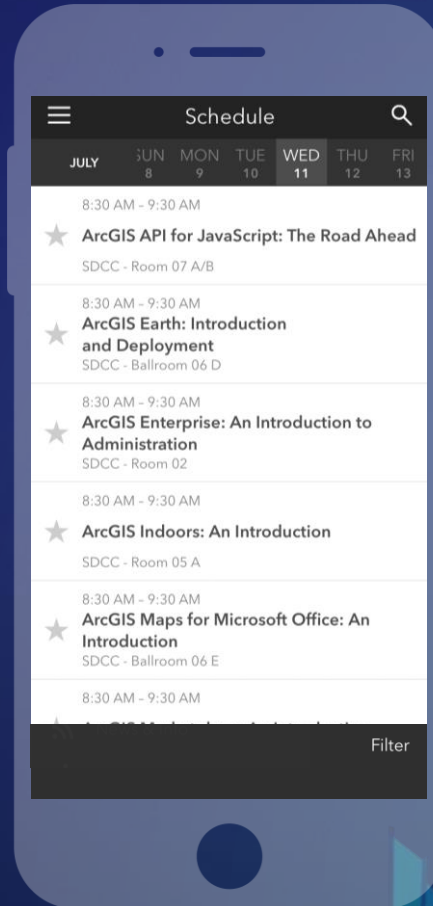 Schedule
JULY
SUN MON TUE WED THU FRI
8 9 10 11 12 13
8:30 AM – 9:30 AM
ArcGIS API for JavaScript: The Road Ahead
SDCC - Room 07 A/B
8:30 AM – 9:30 AM
ArcGIS Earth: Introduction
and Deployment
SDCC - Ballroom 06 D
8:30 AM – 9:30 AM
ArcGIS Enterprise: An Introduction to
Administration
SDCC - Room 02
8:30 AM – 9:30 AM
ArcGIS Indoors: An Introduction
SDCC - Room 05 A
8:30 AM – 9:30 AM
ArcGIS Maps for Microsoft Office: An
Introduction
SDCC - Ballroom 06 E
8:30 AM – 9:30 AM
Filter